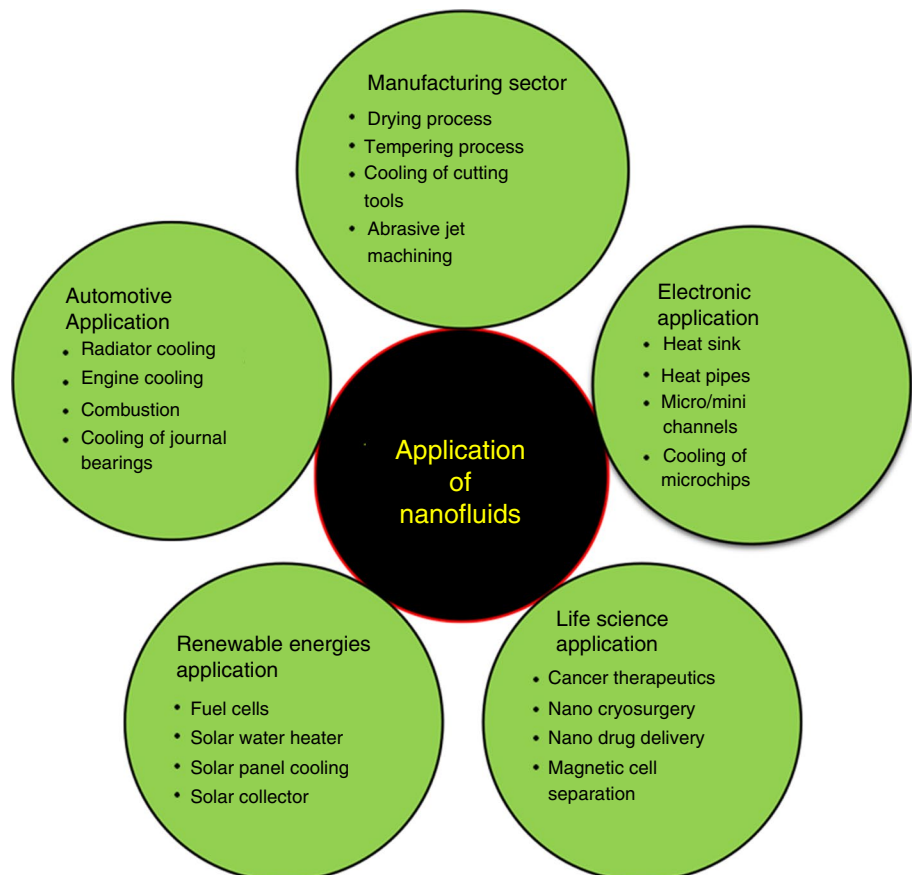 Manufacturing sector
• Drying process
• Tempering process
• Cooling of cutting
tools
• Abrasive jet
machining
Automotive
Application
• Radiator cooling
• Engine cooling
• Combustion
• Cooling of journal
bearings
Electronic
application
• Heat sink
• Heat pipes
• Micro/mini
channels
• Cooling of
microchips
Application
of
nanofluids
Renewable energies
application
• Fuel cells
• Solar water heater
• Solar panel cooling
• Solar collector
Life science
application
• Cancer therapeutics
• Nano cryosurgery
• Nano drug delivery
• Magnetic cell
separation